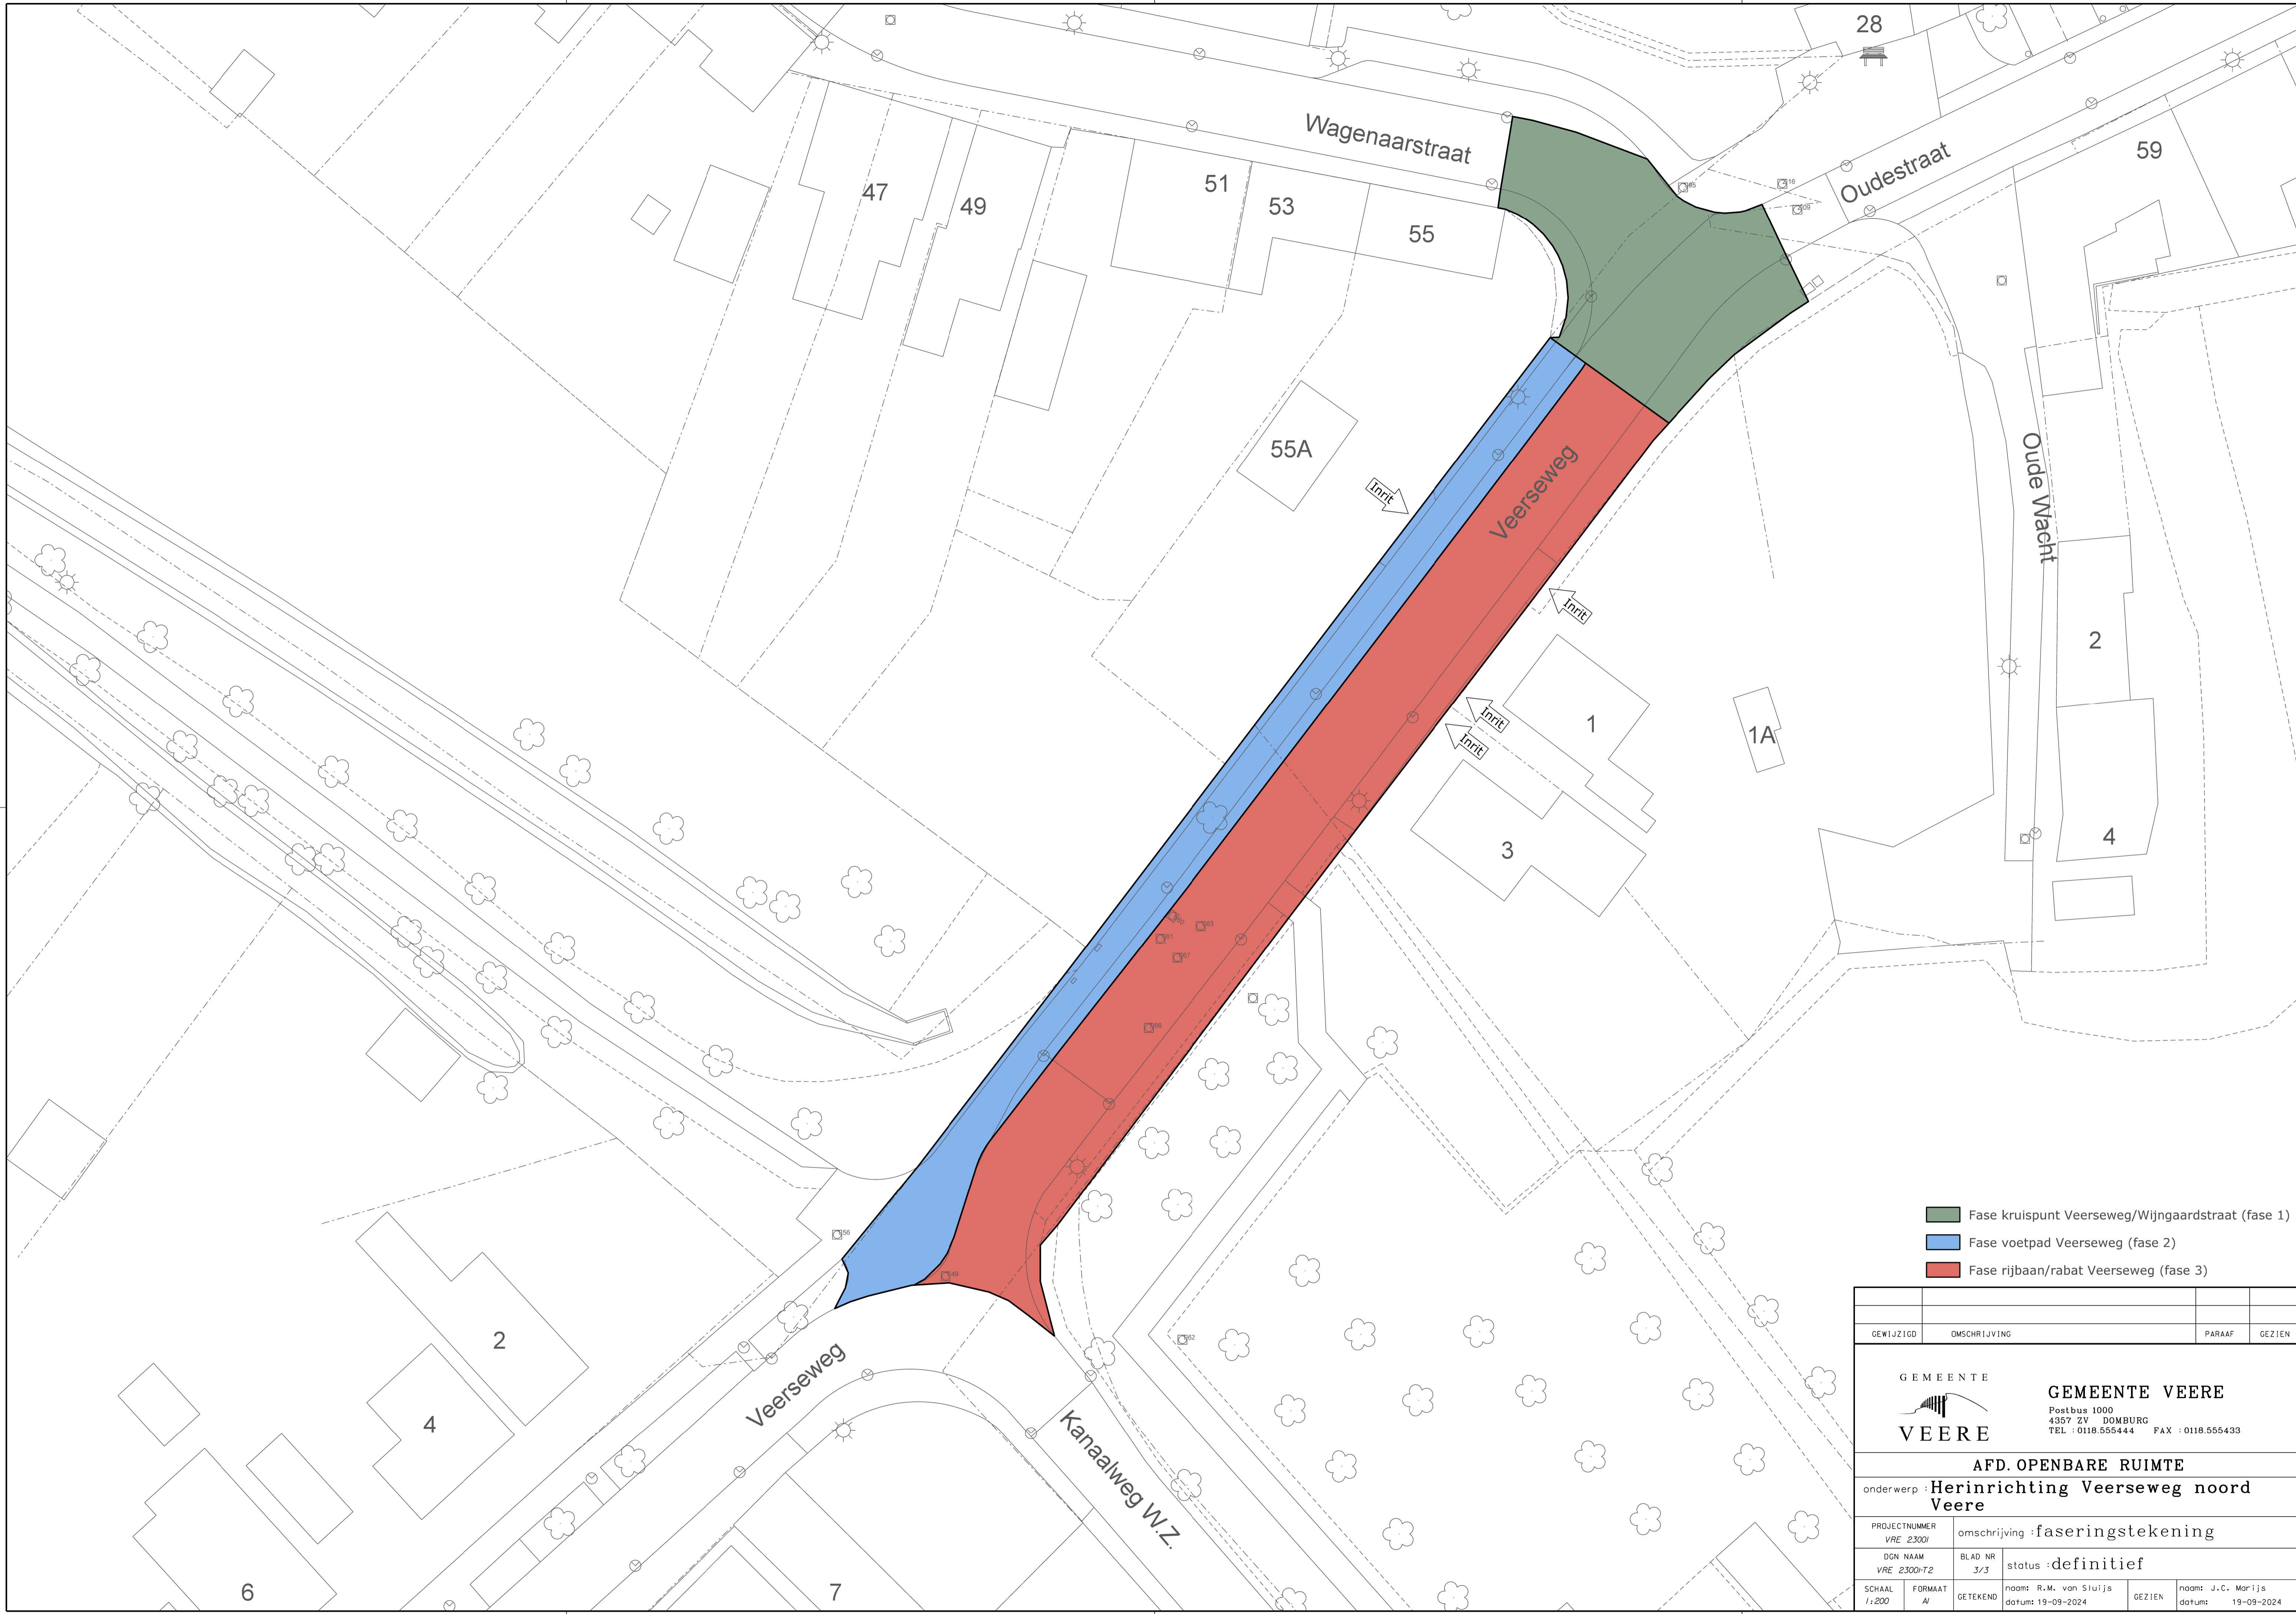 28
Wagenaarstraat
Oudestraat
59
47
49
51
53
55
55A
Inrit
Veerseweg
Oude Wacht
Inrit
2
Inrit
Inrit
1
1A
3
4
Fase kruispunt Veerseweg/Wijngaardstraat (fase 1)
Fase voetpad Veerseweg (fase 2)
Fase rijbaan/rabat Veerseweg (fase 3)
2
4
6
7
Veerseweg
Kanaalweg W.Z.
GEWIJZIGD OMSCHRIJVING PARAAF GEZIEN
GEMEENTE
VEERE
GEMEENTE VEERE
Postbus 1000
4357 ZV DOMBURG
TEL : 0118.555444 FAX : 0118.555433
AFD. OPENBARE RUIMTE
onderwerp : Herinrichting Veerseweg noord
Veere
PROJECTNUMMER
VRE 23001
omschrijving : faseringstekening
DGN NAAM
VRE 23001-T2
BLAD NR
3/3
status : definitief
SCHAAL
1:200
FORMAAT
A1
GETEKEND
naam: R.M. van Sluijs
datum: 19-09-2024
GEZIEN
naam: J.C. Marijs
datum: 19-09-2024